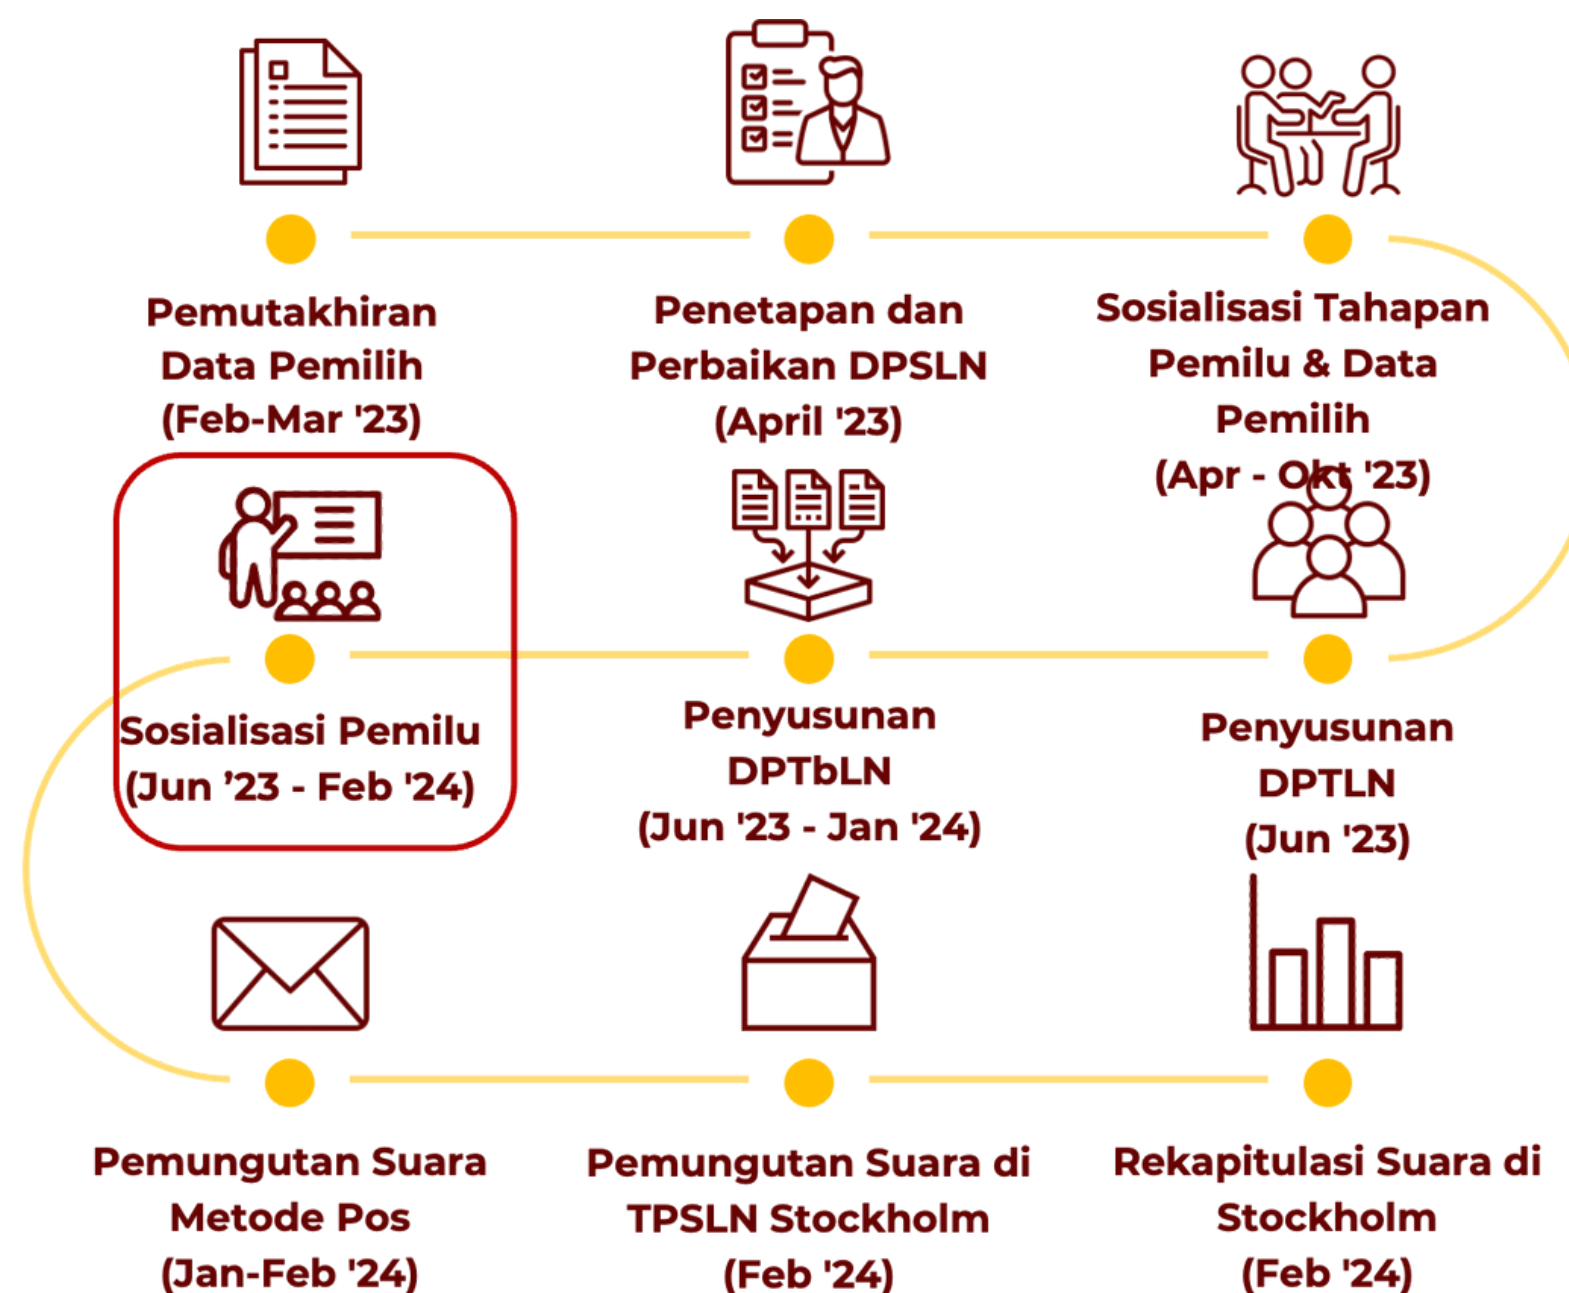 Pemutakhiran
Data Pemilih
(Feb-Mar '23)
Penetapan dan
Perbaikan DPSLN
(April '23)
Sosialisasi Tahapan
Pemilu & Data
Pemilih
(Apr - Okt '23)
Sosialisasi Pemilu
(Jun ’23 - Feb '24)
Penyusunan
DPTbLN
(Jun '23 - Jan '24)
Penyusunan
DPTLN
(Jun '23)
Pemungutan Suara
Metode Pos
(Jan-Feb '24)
Pemungutan Suara di
TPSLN Stockholm
(Feb '24)
Rekapitulasi Suara di
Stockholm
(Feb '24)